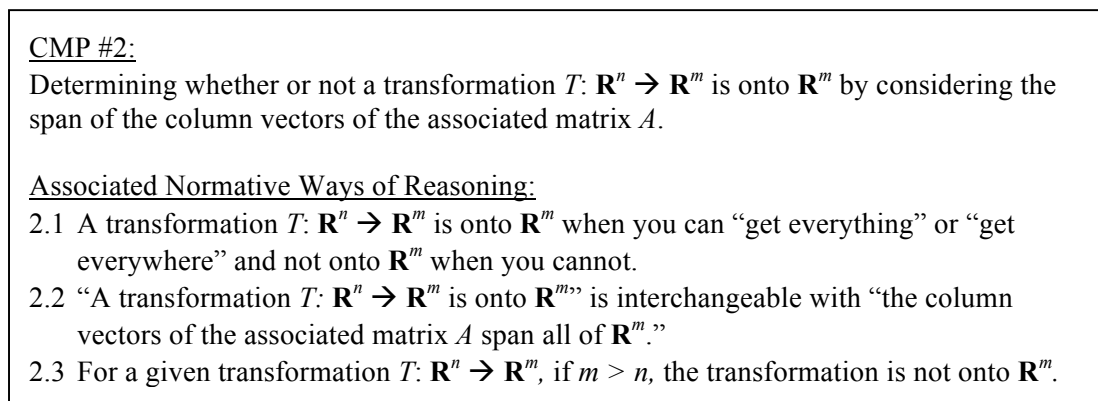 CMP #2:
Determining whether or not a transformation T: Rⁿ → Rᵐ is onto Rᵐ by considering the
span of the column vectors of the associated matrix A.
Associated Normative Ways of Reasoning:
2.1 A transformation T: Rⁿ → Rᵐ is onto Rᵐ when you can “get everything” or “get
everywhere” and not onto Rᵐ when you cannot.
2.2 “A transformation T: Rⁿ → Rᵐ is onto Rᵐ” is interchangeable with “the column
vectors of the associated matrix A span all of Rᵐ.”
2.3 For a given transformation T: Rⁿ → Rᵐ, if m > n, the transformation is not onto Rᵐ.